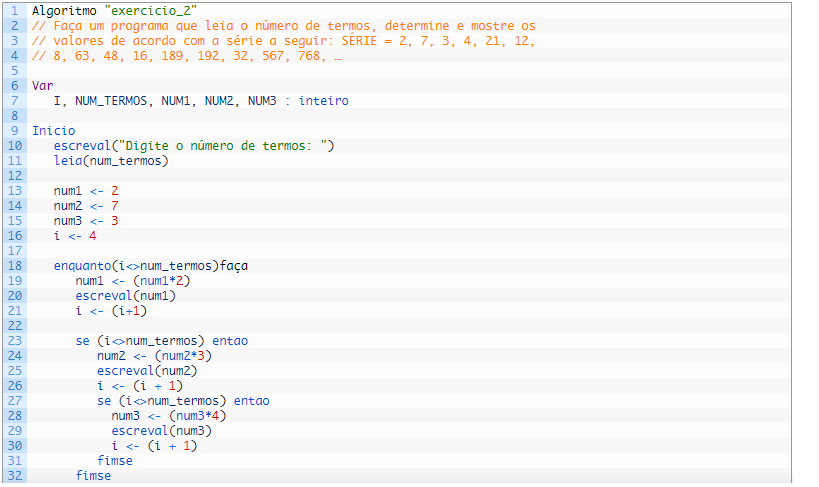 1 Algoritmo "exercicio_2"
2 // Faça um programa que leia o número de termos, determine e mostre os
3 // valores de acordo com a série a seguir: SÉRIE = 2, 7, 3, 4, 21, 12,
4 // 8, 63, 48, 16, 189, 192, 32, 567, 768, …
5
6 Var
7 I, NUM_TERMOS, NUM1, NUM2, NUM3 : inteiro
8
9 Inicio
10 escreval("Digite o número de termos: ")
11 leia(num_termos)
12
13 num1 <- 2
14 num2 <- 7
15 num3 <- 3
16 i <- 4
17
18 enquanto(i<>num_termos)faça
19 num1 <- (num1*2)
20 escreval(num1)
21 i <- (i+1)
22
23 se (i<>num_termos) entao
24 num2 <- (num2*3)
25 escreval(num2)
26 i <- (i + 1)
27 se (i<>num_termos) entao
28 num3 <- (num3*4)
29 escreval(num3)
30 i <- (i + 1)
31 fimse
32 fimse